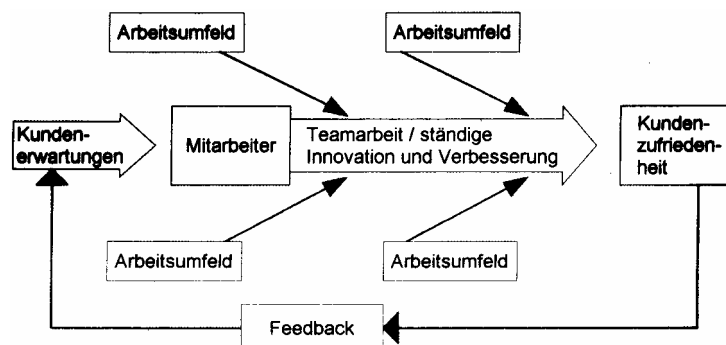 Arbeitsumfeld
Arbeitsumfeld
Kunden-
erwartungen
Mitarbeiter
Teamarbeit / ständige
Innovation und Verbesserung
Kunden-
zufrieden-
heit
Arbeitsumfeld
Arbeitsumfeld
Feedback